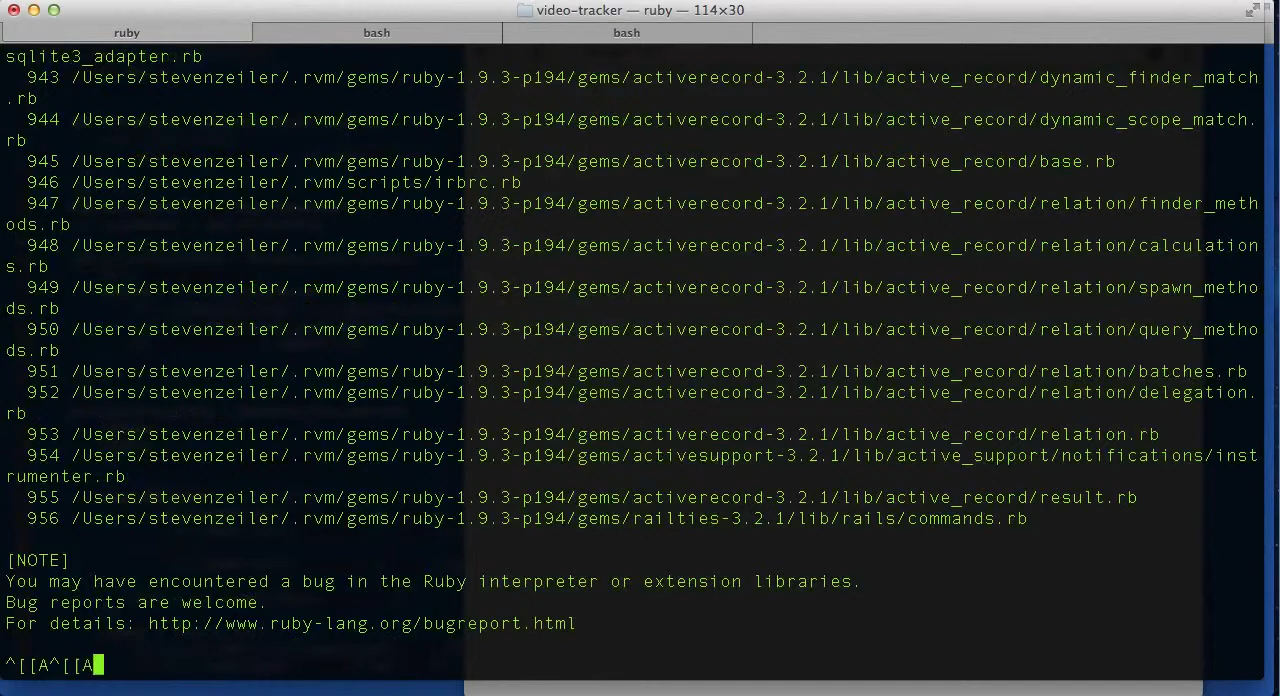 video-tracker — ruby — 114×30
ruby bash bash
sqlite3_adapter.rb
943 /Users/stevenzeiler/.rvm/gems/ruby-1.9.3-p194/gems/activerecord-3.2.1/lib/active_record/dynamic_finder_match
.rb
944 /Users/stevenzeiler/.rvm/gems/ruby-1.9.3-p194/gems/activerecord-3.2.1/lib/active_record/dynamic_scope_match.
rb
945 /Users/stevenzeiler/.rvm/gems/ruby-1.9.3-p194/gems/activerecord-3.2.1/lib/active_record/base.rb
946 /Users/stevenzeiler/.rvm/scripts/irbrc.rb
947 /Users/stevenzeiler/.rvm/gems/ruby-1.9.3-p194/gems/activerecord-3.2.1/lib/active_record/relation/finder_meth
ods.rb
948 /Users/stevenzeiler/.rvm/gems/ruby-1.9.3-p194/gems/activerecord-3.2.1/lib/active_record/relation/calculation
s.rb
949 /Users/stevenzeiler/.rvm/gems/ruby-1.9.3-p194/gems/activerecord-3.2.1/lib/active_record/relation/spawn_metho
ds.rb
950 /Users/stevenzeiler/.rvm/gems/ruby-1.9.3-p194/gems/activerecord-3.2.1/lib/active_record/relation/query_metho
ds.rb
951 /Users/stevenzeiler/.rvm/gems/ruby-1.9.3-p194/gems/activerecord-3.2.1/lib/active_record/relation/batches.rb
952 /Users/stevenzeiler/.rvm/gems/ruby-1.9.3-p194/gems/activerecord-3.2.1/lib/active_record/relation/delegation.
rb
953 /Users/stevenzeiler/.rvm/gems/ruby-1.9.3-p194/gems/activerecord-3.2.1/lib/active_record/relation.rb
954 /Users/stevenzeiler/.rvm/gems/ruby-1.9.3-p194/gems/activesupport-3.2.1/lib/active_support/notifications/inst
rumenter.rb
955 /Users/stevenzeiler/.rvm/gems/ruby-1.9.3-p194/gems/activerecord-3.2.1/lib/active_record/result.rb
956 /Users/stevenzeiler/.rvm/gems/ruby-1.9.3-p194/gems/railties-3.2.1/lib/rails/commands.rb
[NOTE]
You may have encountered a bug in the Ruby interpreter or extension libraries.
Bug reports are welcome.
For details: http://www.ruby-lang.org/bugreport.html
^[[A^[[A